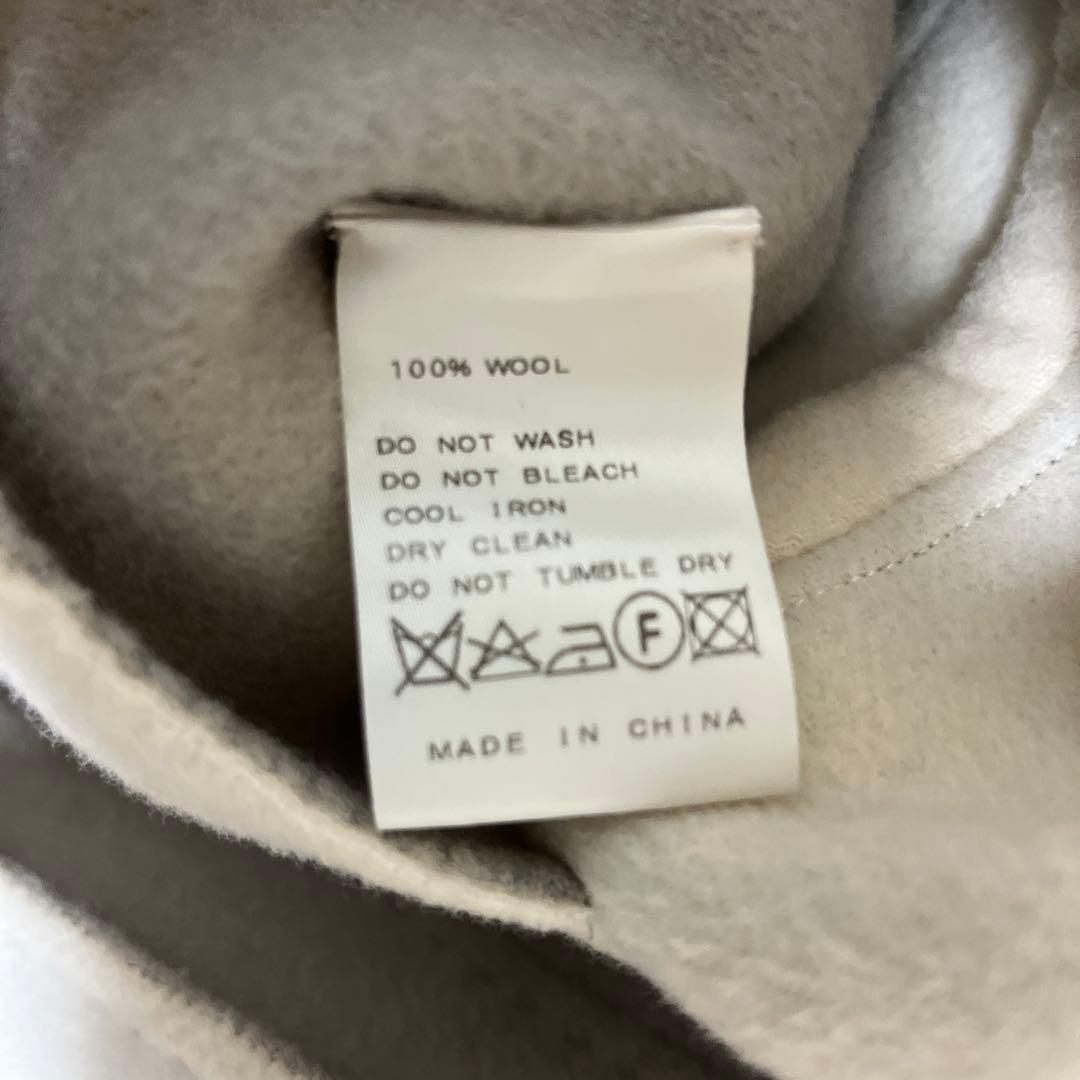 100% WOOL
DO NOT WASH
DO NOT BLEACH
COOL IRON
DRY CLEAN
DO NOT TUMBLE DRY
F
MADE IN CHINA